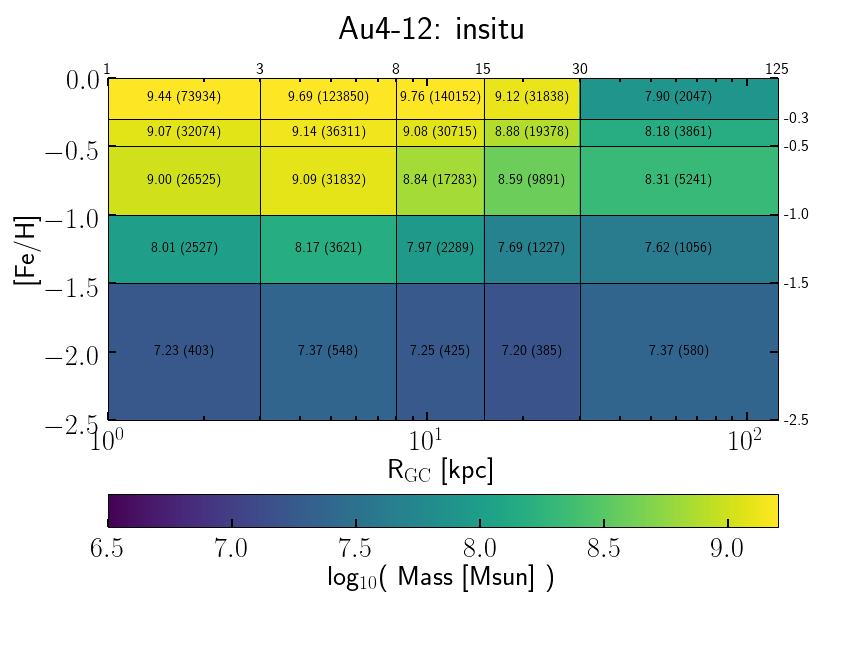 Au4-12: insitu
1 3 8 15 30 125
0.0
9.44 (73934) 9.69 (123850) 9.76 (140152) 9.12 (31838) 7.90 (2047)
-0.3
9.07 (32074) 9.14 (36311) 9.08 (30715) 8.88 (19378) 8.18 (3861)
−0.5 -0.5
9.00 (26525) 9.09 (31832) 8.84 (17283) 8.59 (9891) 8.31 (5241)
−1.0 -1.0
8.01 (2527) 8.17 (3621) 7.97 (2289) 7.69 (1227) 7.62 (1056)
[Fe/H]
−1.5 -1.5
7.23 (403) 7.37 (548) 7.25 (425) 7.20 (385) 7.37 (580)
−2.0
−2.5 -2.5
10⁰ 10¹ 10²
R_GC [kpc]
6.5 7.0 7.5 8.0 8.5 9.0
log₁₀( Mass [Msun] )